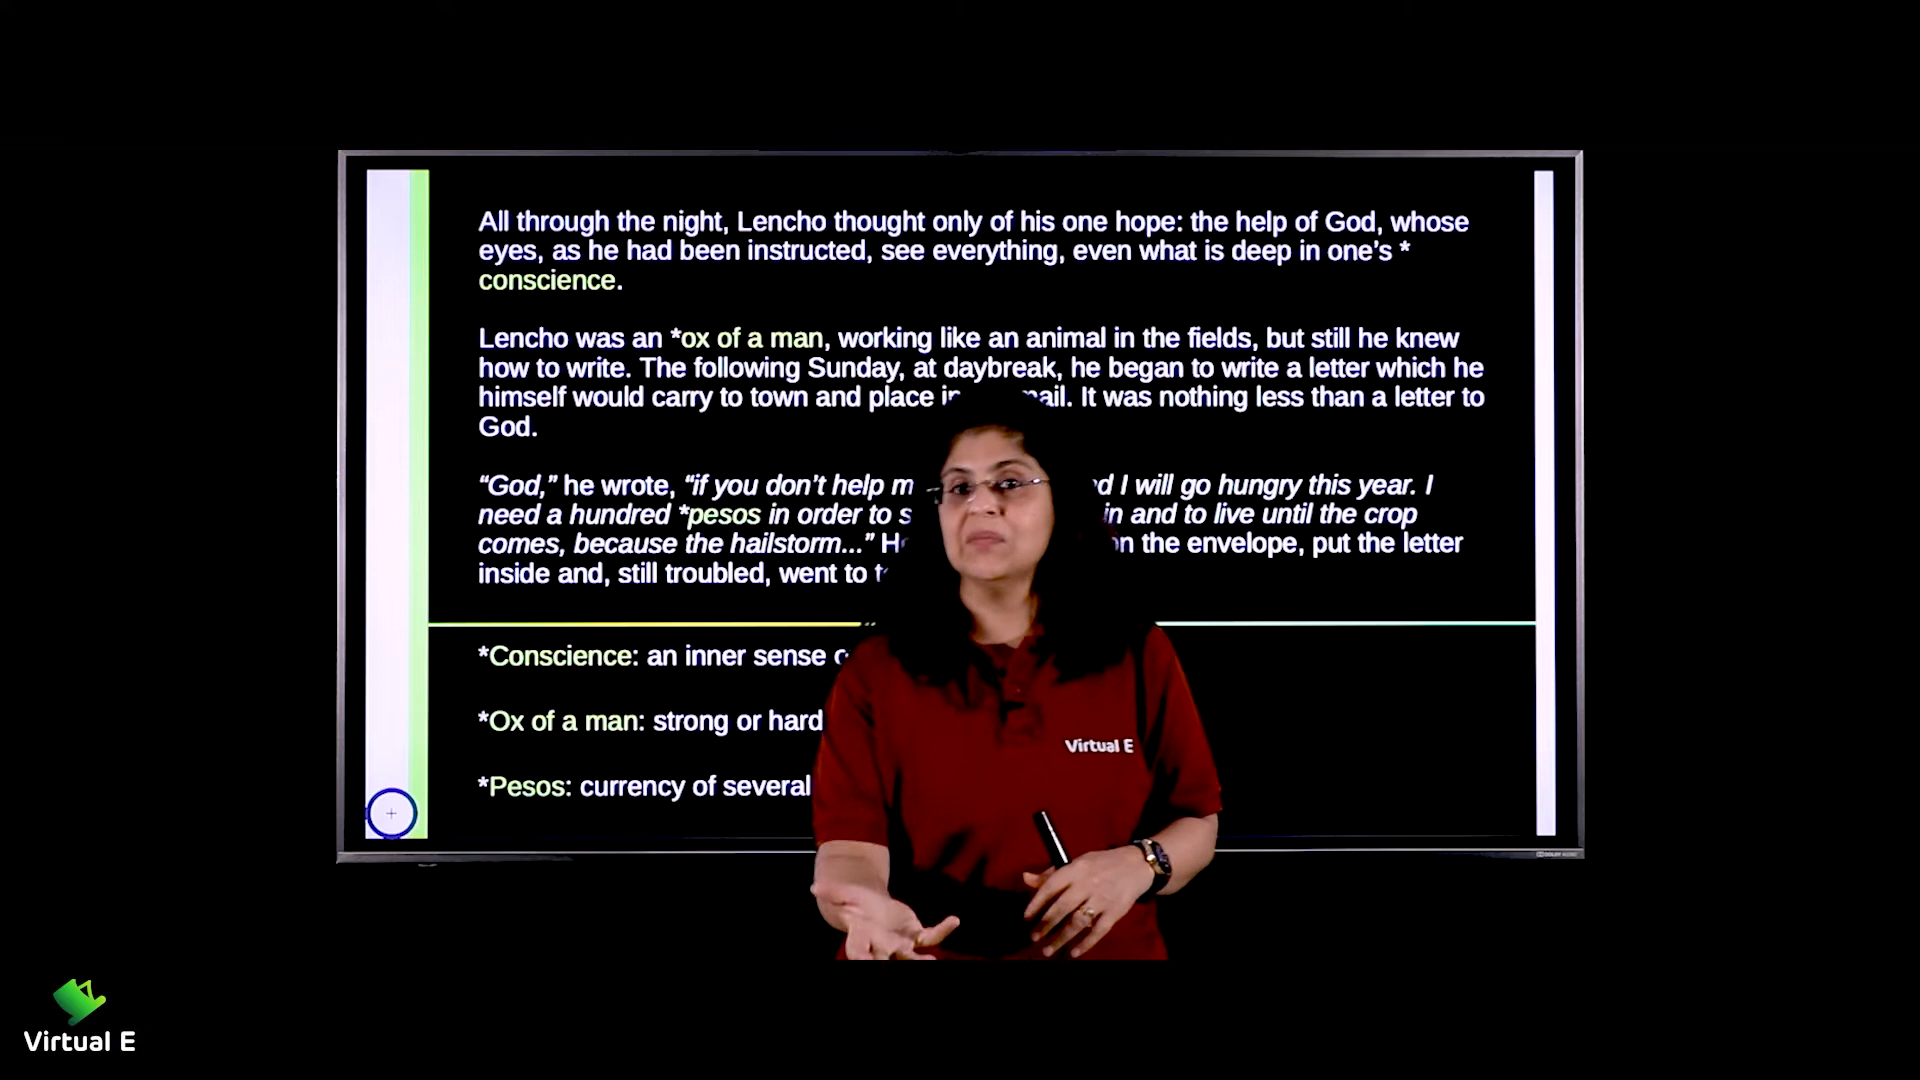 All through the night, Lencho thought only of his one hope: the help of God, whose
eyes, as he had been instructed, see everything, even what is deep in one’s *
conscience.
Lencho was an *ox of a man, working like an animal in the fields, but still he knew
how to write. The following Sunday, at daybreak, he began to write a letter which he
himself would carry to town and place mail. It was nothing less than a letter to
God.
“God,” he wrote, “if you don’t help I will go hungry this year. I
need a hundred *pesos in order to and to live until the crop
comes, because the hailstorm...” on the envelope, put the letter
inside and, still troubled, went to
*Conscience: an inner sense
*Ox of a man: strong or hard
*Pesos: currency of several
Virtual E
Virtual E